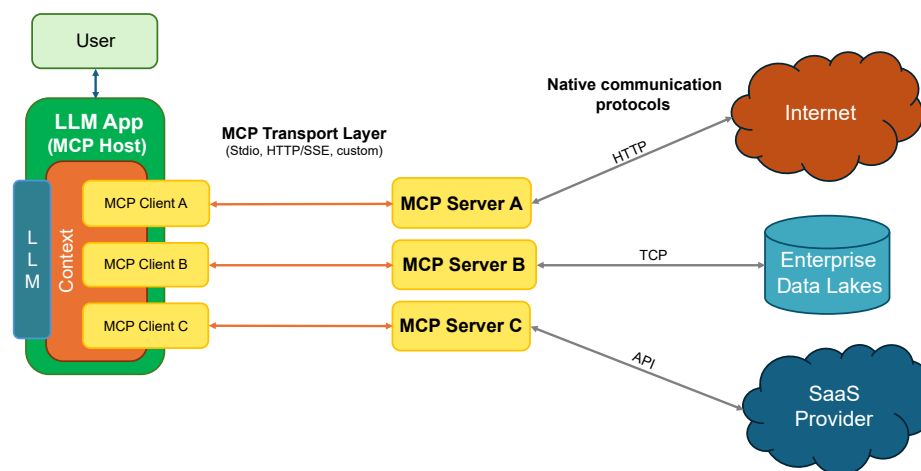 User
LLM App
(MCP Host)
MCP Transport Layer
(Stdio, HTTP/SSE, custom)
Native communication
protocols
Internet
HTTP
L
L
M
Context
MCP Client A
MCP Server A
MCP Client B
MCP Server B
TCP
Enterprise
Data Lakes
MCP Client C
MCP Server C
API
SaaS
Provider